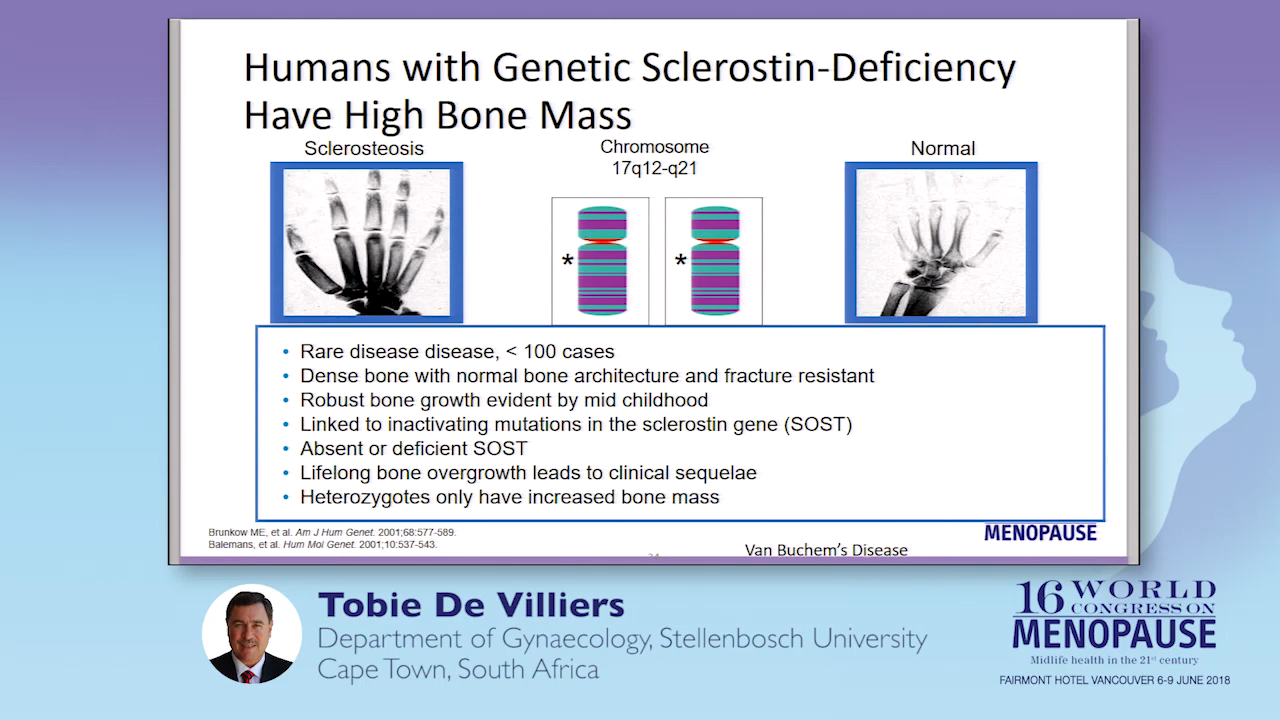 Humans with Genetic Sclerostin-Deficiency
Have High Bone Mass
Sclerosteosis
Chromosome
17q12-q21
Normal
*
*
• Rare disease disease, < 100 cases
• Dense bone with normal bone architecture and fracture resistant
• Robust bone growth evident by mid childhood
• Linked to inactivating mutations in the sclerostin gene (SOST)
• Absent or deficient SOST
• Lifelong bone overgrowth leads to clinical sequelae
• Heterozygotes only have increased bone mass
Brunkow ME, et al. Am J Hum Genet. 2001;68:577-589.
Balemans, et al. Hum Mol Genet. 2001;10:537-543.
Van Buchem's Disease
MENOPAUSE
Tobie De Villiers
Department of Gynaecology, Stellenbosch University
Cape Town, South Africa
16 WORLD
CONGRESS ON
MENOPAUSE
Midlife health in the 21st century
FAIRMONT HOTEL VANCOUVER 6-9 JUNE 2018